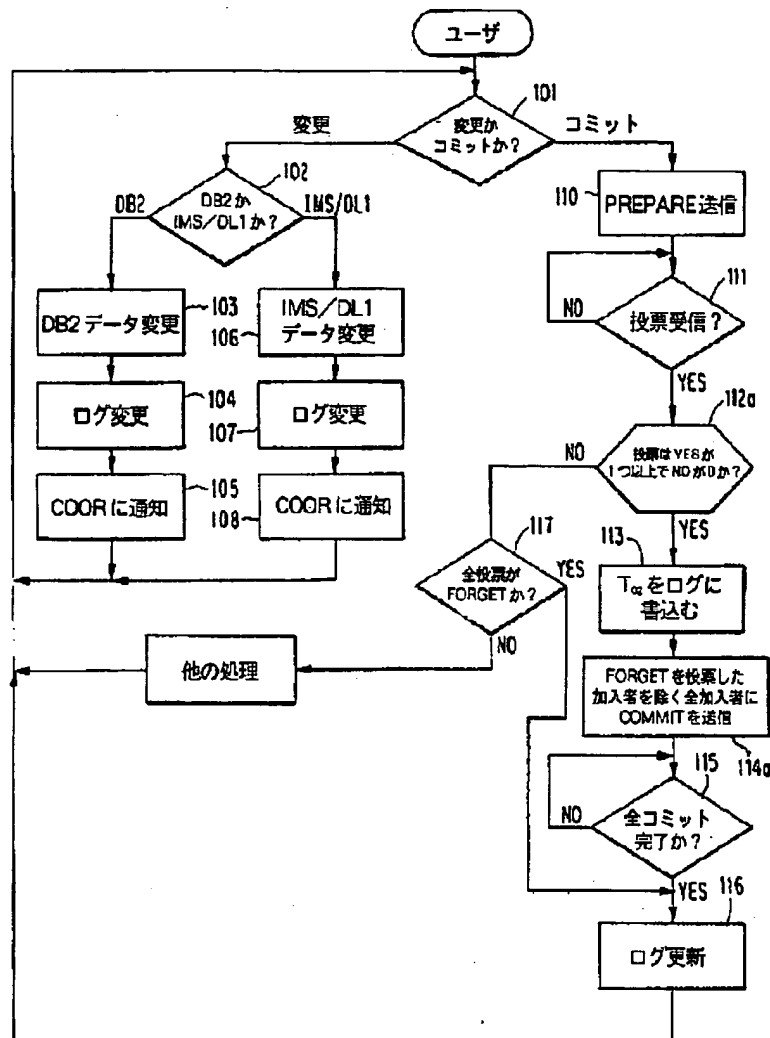 ユーザ
101
変更か
コミットか?
変更
コミット
102
DB2か
IMS/DL1か?
DB2
IMS/DL1
110
PREPARE送信
103
DB2データ変更
106
IMS/DL1
データ変更
111
投票受信?
NO
YES
104
ログ変更
107
ログ変更
112a
投票はYESが
1つ以上でNOが0か?
NO
YES
105
COORに通知
108
COORに通知
117
全投票が
FORGETか?
YES
NO
113
Tα をログに
書込む
他の処理
FORGETを投票した
加入者を除く全加入者に
COMMITを送信
114a
115
全コミット
完了か?
NO
YES
116
ログ更新